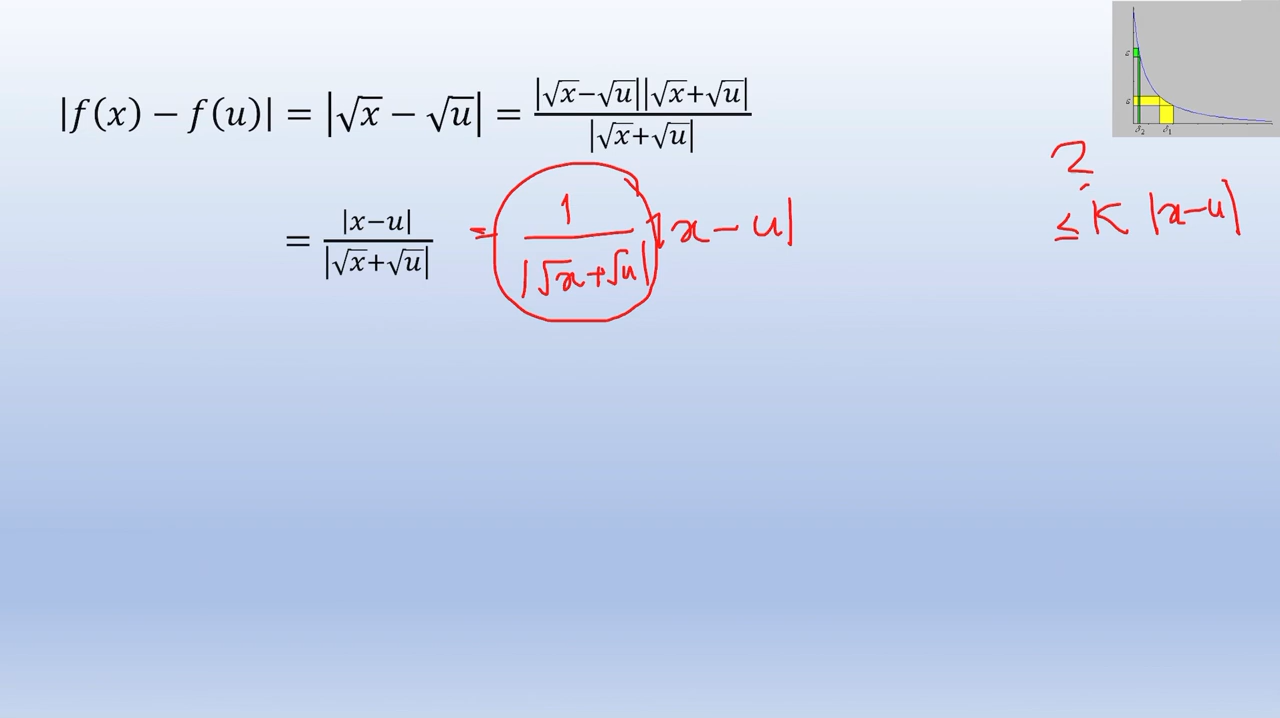 |f(x) − f(u)| = |√x − √u| = |√x−√u||√x+√u| / |√x+√u|
?
≤ K |x−u|
= |x−u| / |√x+√u| = 1 / |√x+√u| |x − u|